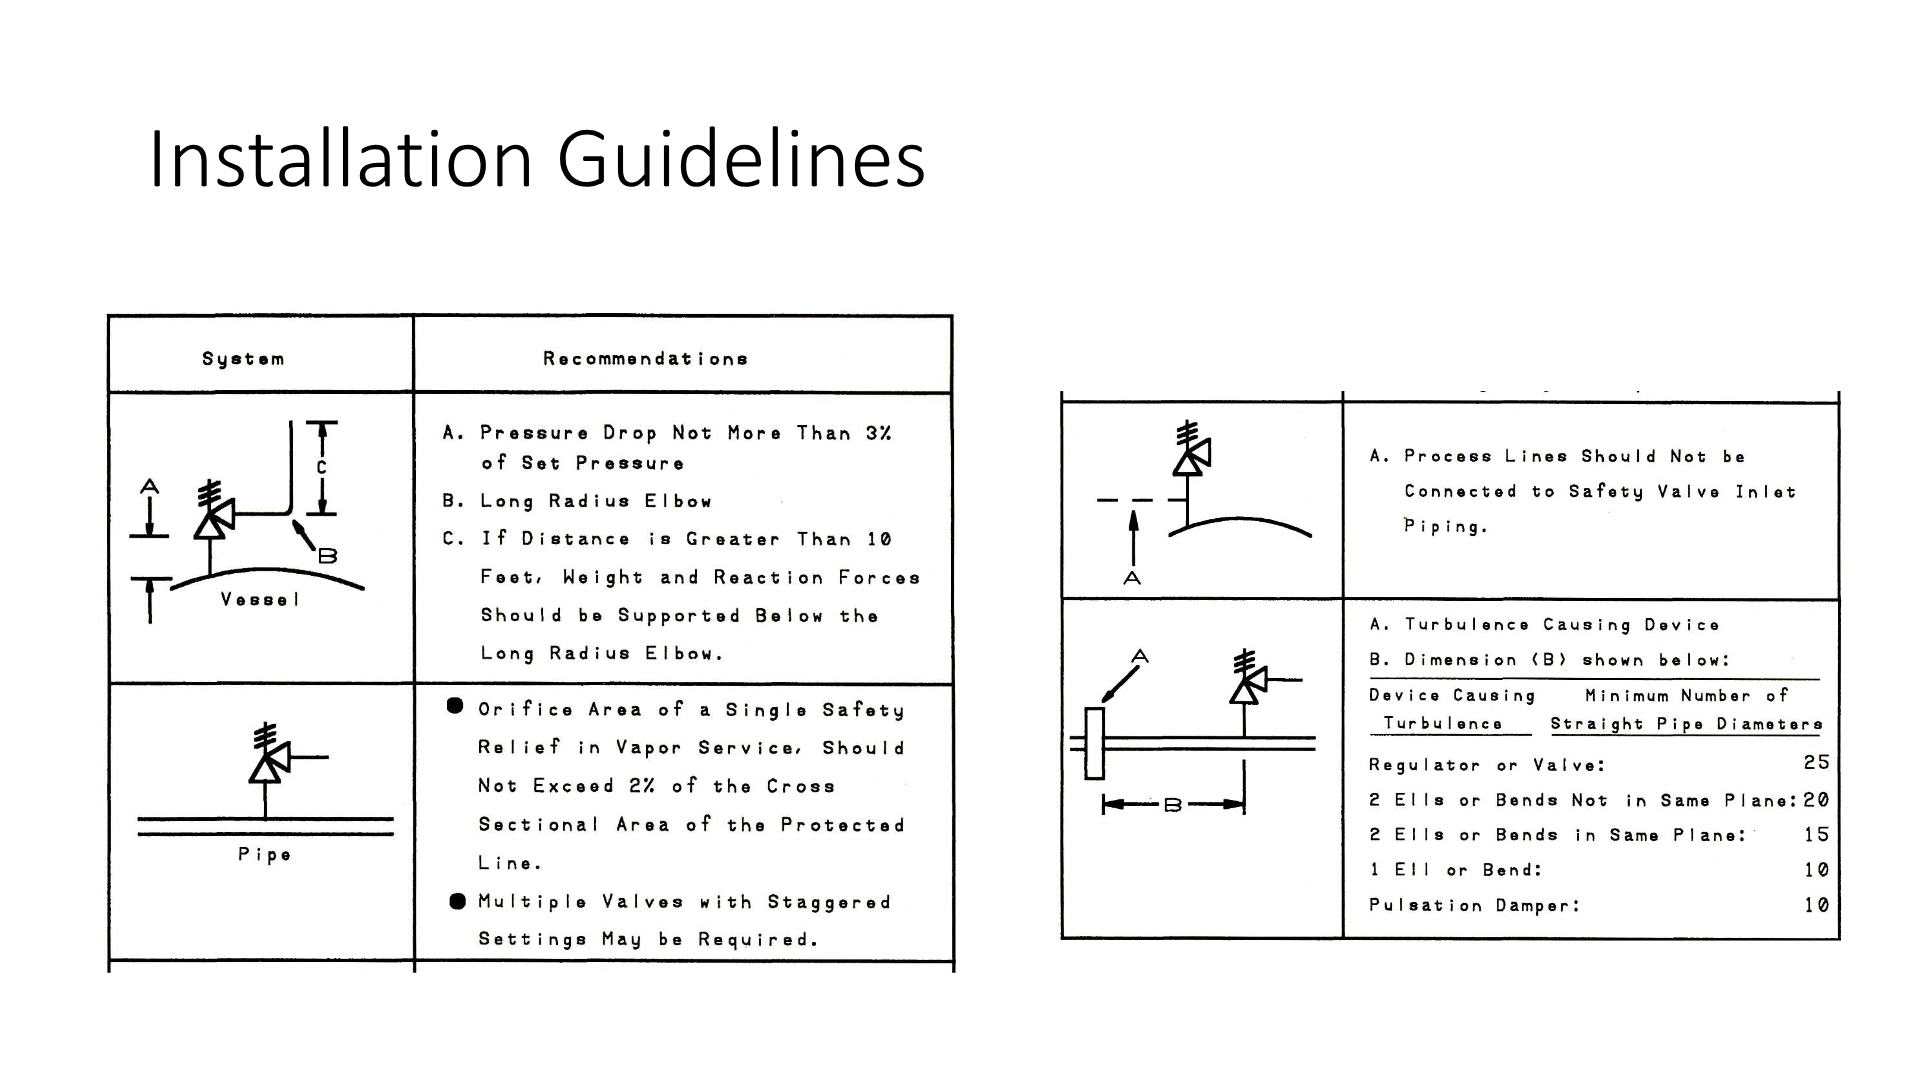 Installation Guidelines
System
Recommendations
A
C
B
Vessel
A. Pressure Drop Not More Than 3%
of Set Pressure
B. Long Radius Elbow
C. If Distance is Greater Than 10
Feet, Weight and Reaction Forces
Should be Supported Below the
Long Radius Elbow.
Pipe
● Orifice Area of a Single Safety
Relief in Vapor Service, Should
Not Exceed 2% of the Cross
Sectional Area of the Protected
Line.
● Multiple Valves with Staggered
Settings May be Required.
A
A. Process Lines Should Not be
Connected to Safety Valve Inlet
Piping.
A
B
A. Turbulence Causing Device
B. Dimension (B) shown below:
Device Causing Minimum Number of
Turbulence Straight Pipe Diameters
Regulator or Valve: 25
2 Ells or Bends Not in Same Plane: 20
2 Ells or Bends in Same Plane: 15
1 Ell or Bend: 10
Pulsation Damper: 10